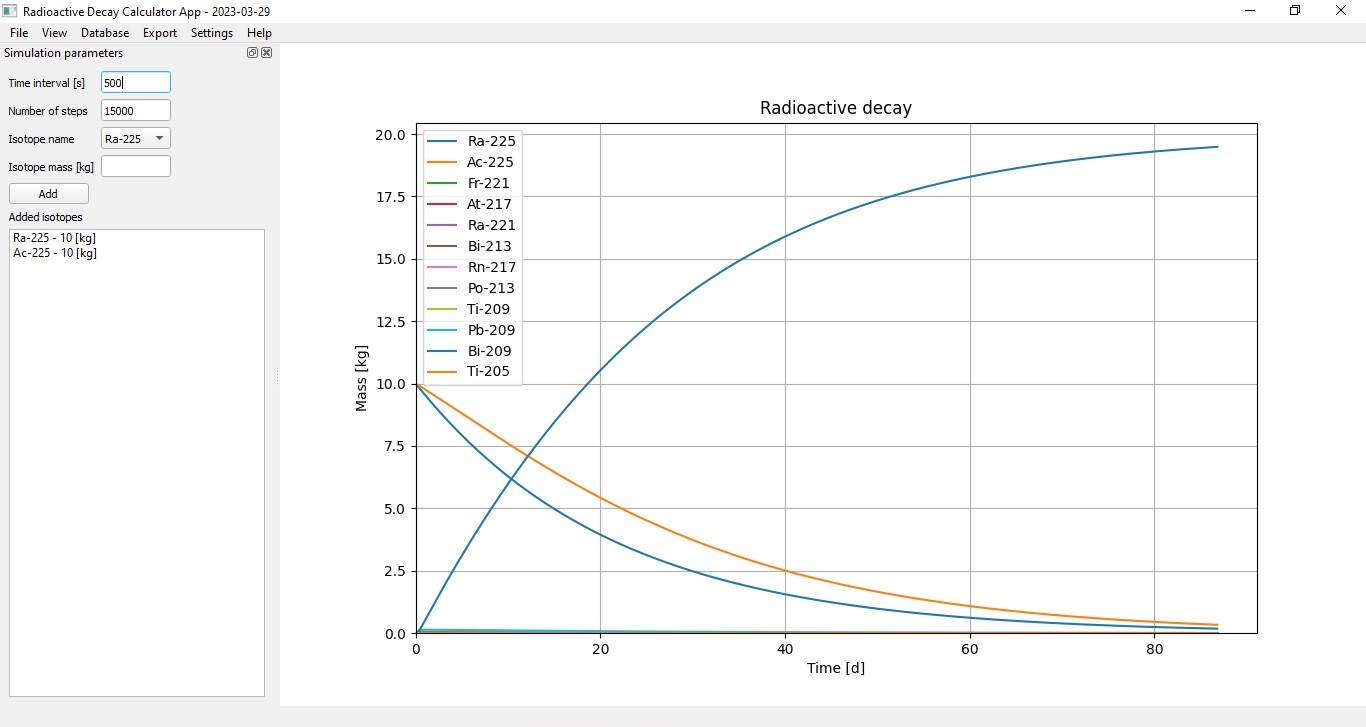 Radioactive Decay Calculator App - 2023-03-29
File View Database Export Settings Help
Simulation parameters
Time interval [s] 500
Number of steps 15000
Isotope name Ra-225
Isotope mass [kg]
Add
Added isotopes
Ra-225 - 10 [kg]
Ac-225 - 10 [kg]
Radioactive decay
Ra-225
Ac-225
Fr-221
At-217
Ra-221
Bi-213
Rn-217
Po-213
Ti-209
Pb-209
Bi-209
Ti-205
20.0
17.5
15.0
12.5
10.0
7.5
5.0
2.5
0.0
Mass [kg]
0 20 40 60 80
Time [d]